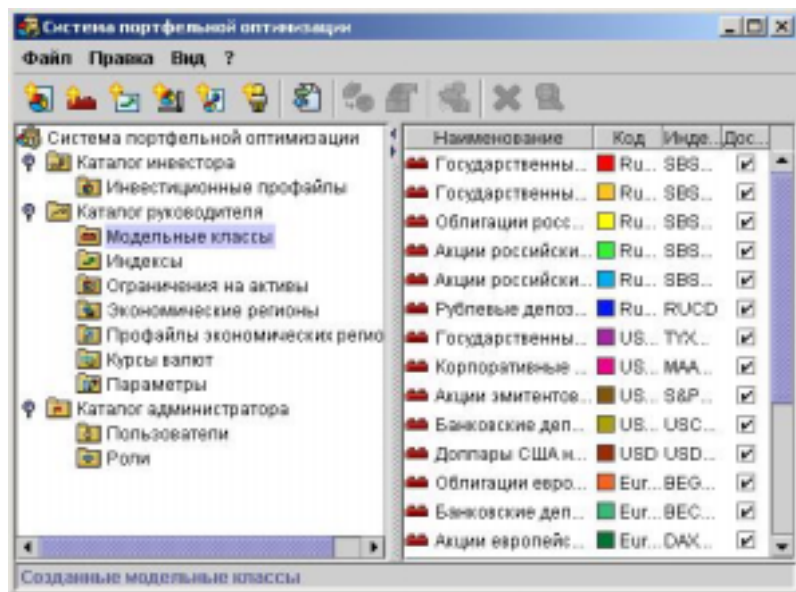 Система портфельной оптимизации
Файл Правка Вид ?
Система портфельной оптимизации
Каталог инвестора
Инвестиционные профайлы
Каталог руководителя
Модельные классы
Индексы
Ограничения на активы
Экономические регионы
Профайлы экономических регио
Курсы валют
Параметры
Каталог администратора
Пользователи
Роли
Наименование Код Инде... Дос...
Государственны... Ru... SBS...
Государственны... Ru... SBS...
Облигации росс... Ru... SBS...
Акции российски... Ru... SBS...
Акции российски... Ru... SBS...
Рублевые депоз... Ru... RUCD
Государственны... US... TYX...
Корпоративные ... US... MAA...
Акции эмитентов... US... S&P...
Банковские деп... US... USC...
Доллары США н... USD USD...
Облигации евро... Eur... BEG...
Банковские деп... Eur... BEC...
Акции европейс... Eur... DAX...
Созданные модельные классы